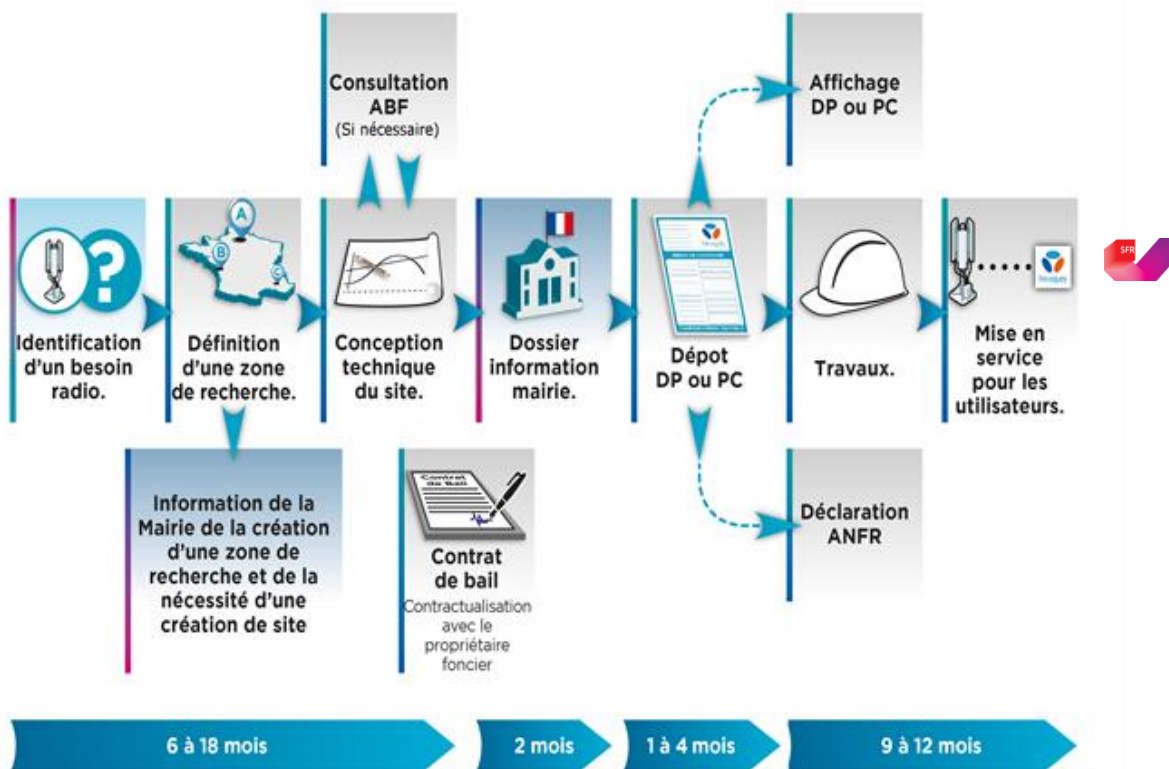 Consultation
ABF
(Si nécessaire)
Affichage
DP ou PC
A
B
C
Identification
d'un besoin
radio.
Définition
d'une zone
de recherche.
Conception
technique
du site.
Dossier
information
mairie.
Dépot
DP ou PC
Travaux.
Mise en
service
pour les
utilisateurs.
SFR
Information de la
Mairie de la création
d'une zone de
recherche et de la
nécessité d'une
création de site
Contrat
de Bail
Contrat
de bail
Contractualisation
avec le
propriétaire
foncier
Déclaration
ANFR
6 à 18 mois
2 mois
1 à 4 mois
9 à 12 mois